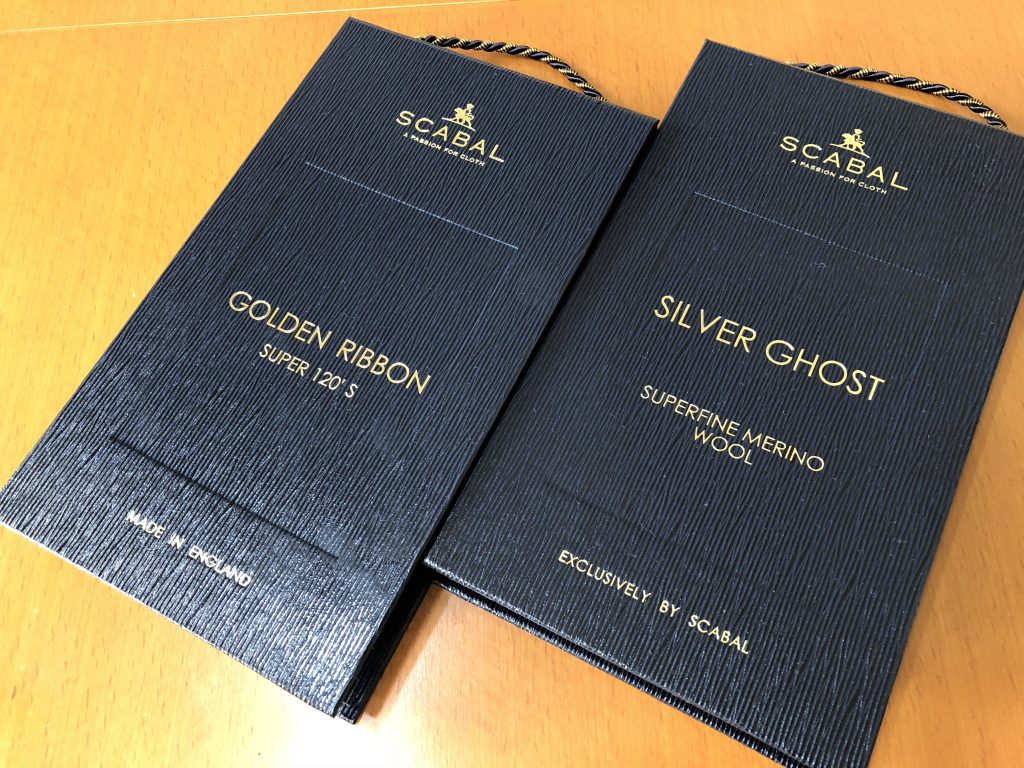 SCABAL
A PASSION FOR CLOTH
GOLDEN RIBBON
SUPER 120'S
MADE IN ENGLAND
SCABAL
A PASSION FOR CLOTH
SILVER GHOST
SUPERFINE MERINO
WOOL
EXCLUSIVELY BY SCABAL